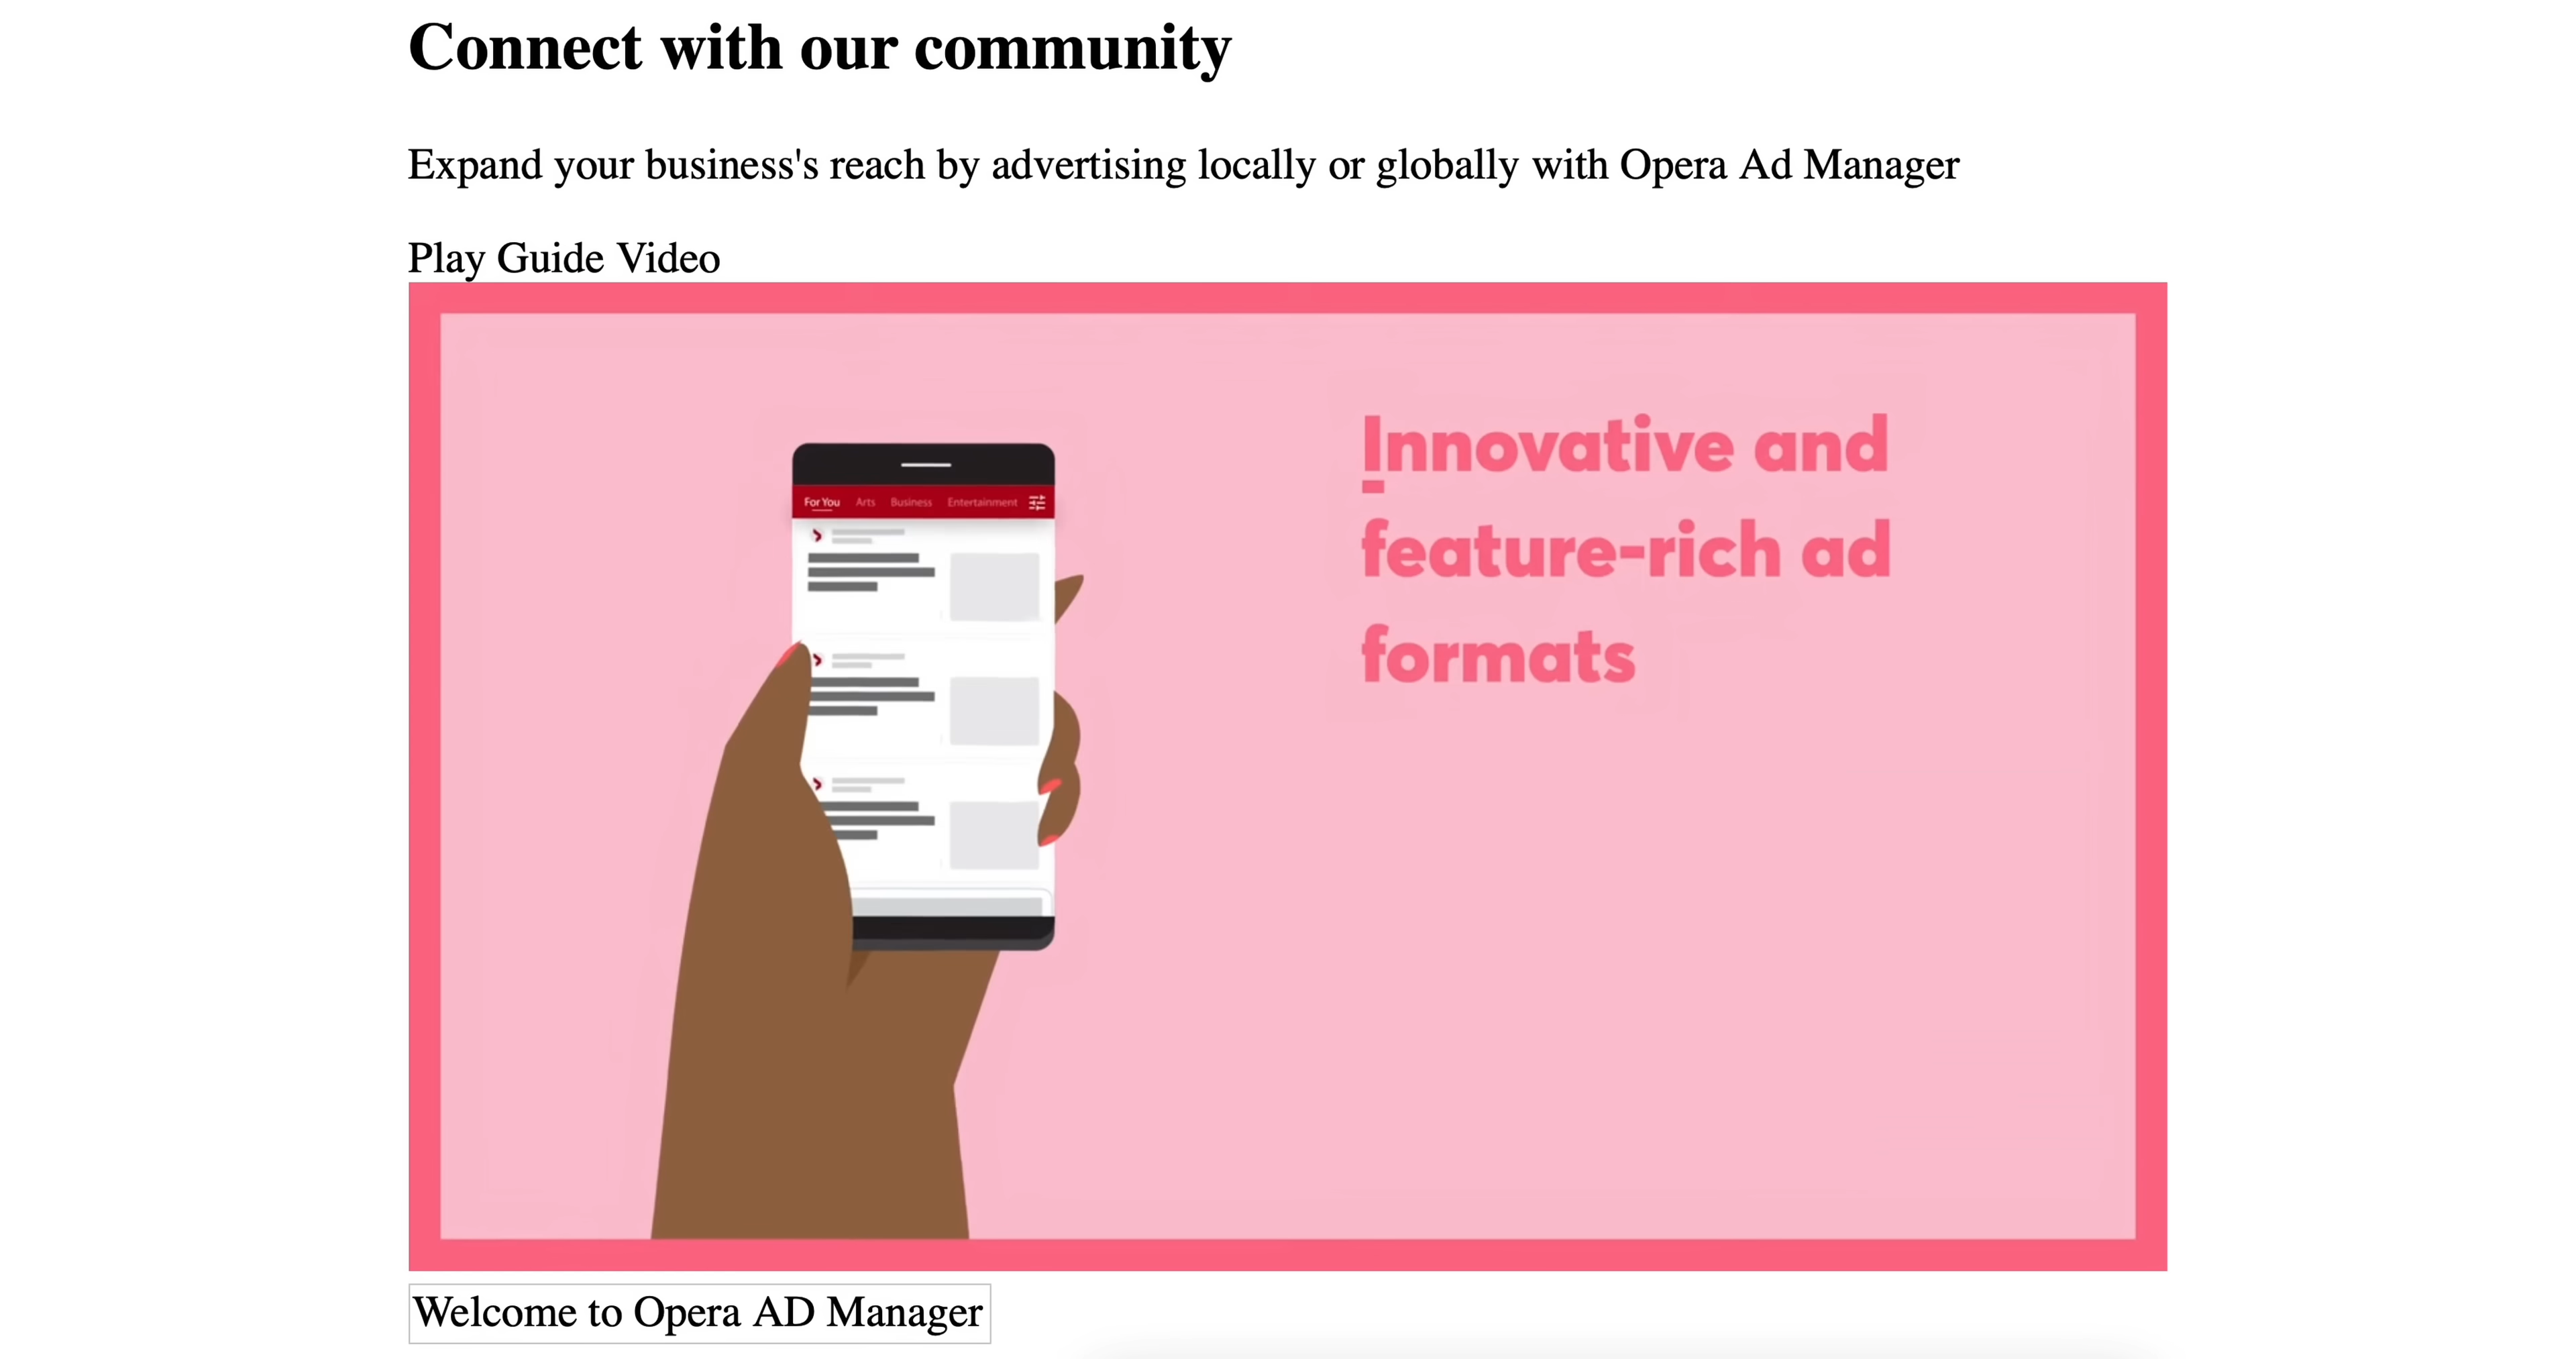 Connect with our community
Expand your business's reach by advertising locally or globally with Opera Ad Manager
Play Guide Video
Innovative and
feature-rich ad
formats
For You Arts Business Entertainment
Welcome to Opera AD Manager